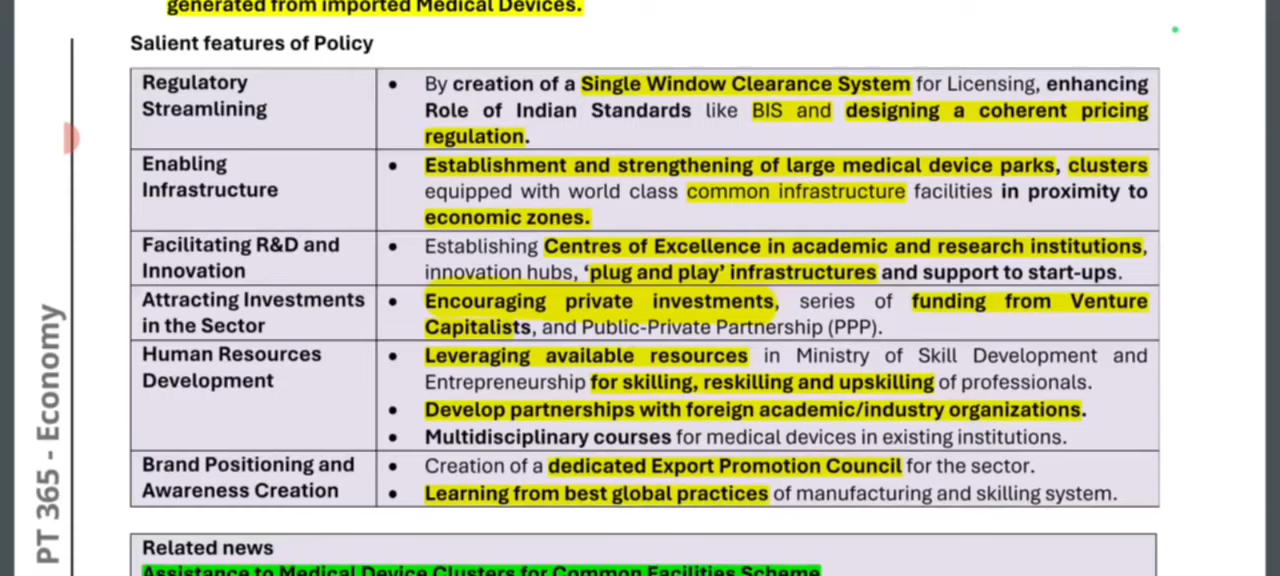 generated from imported Medical Devices.
Salient features of Policy
Regulatory
Streamlining
• By creation of a Single Window Clearance System for Licensing, enhancing
Role of Indian Standards like BIS and designing a coherent pricing
regulation.
Enabling
Infrastructure
• Establishment and strengthening of large medical device parks, clusters
equipped with world class common infrastructure facilities in proximity to
economic zones.
Facilitating R&D and
Innovation
• Establishing Centres of Excellence in academic and research institutions,
innovation hubs, ‘plug and play’ infrastructures and support to start-ups.
Attracting Investments
in the Sector
• Encouraging private investments, series of funding from Venture
Capitalists, and Public-Private Partnership (PPP).
Human Resources
Development
• Leveraging available resources in Ministry of Skill Development and
Entrepreneurship for skilling, reskilling and upskilling of professionals.
• Develop partnerships with foreign academic/industry organizations.
• Multidisciplinary courses for medical devices in existing institutions.
Brand Positioning and
Awareness Creation
• Creation of a dedicated Export Promotion Council for the sector.
• Learning from best global practices of manufacturing and skilling system.
Related news
Assistance to Medical Device Clusters for Common Facilities Scheme
PT 365 - Economy